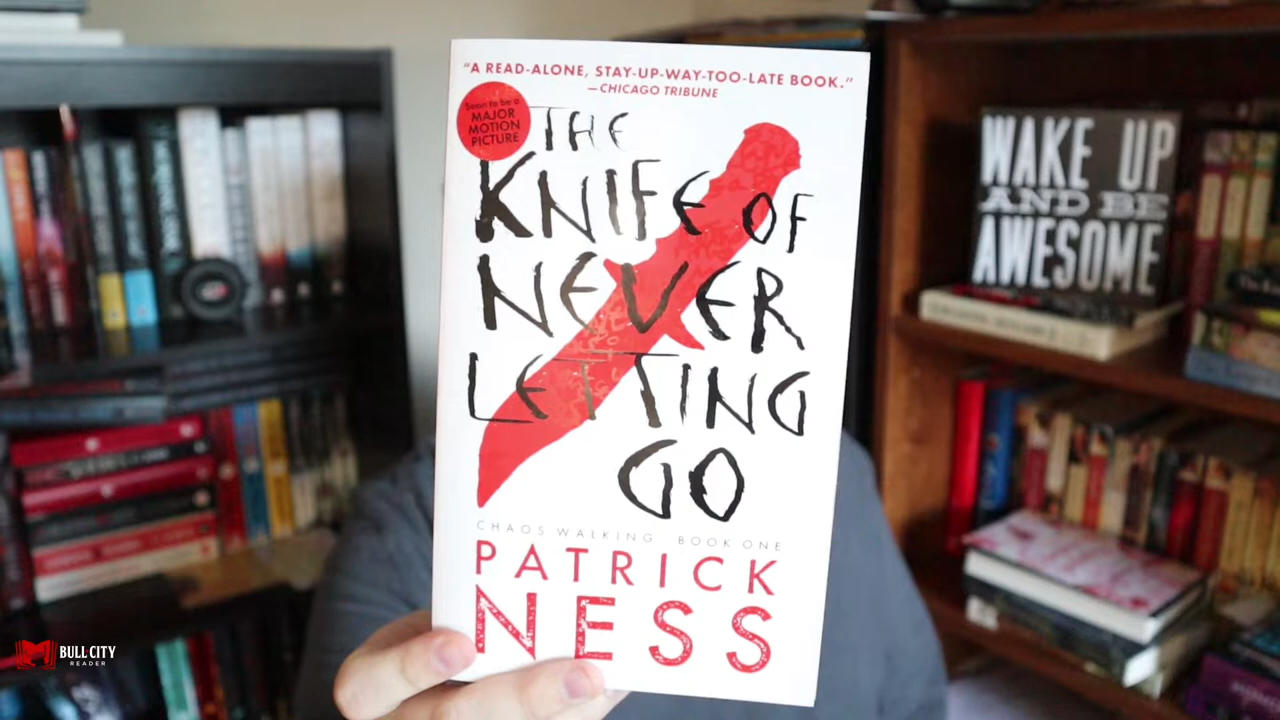 “A READ-ALONE, STAY-UP-WAY-TOO-LATE BOOK.”
—CHICAGO TRIBUNE
Soon to be a
MAJOR
MOTION
PICTURE
THE
KNIFE OF
NEVER
LETTING
GO
CHAOS WALKING BOOK ONE
PATRICK
NESS
WAKE UP
AND BE
AWESOME
BULL CITY
READER